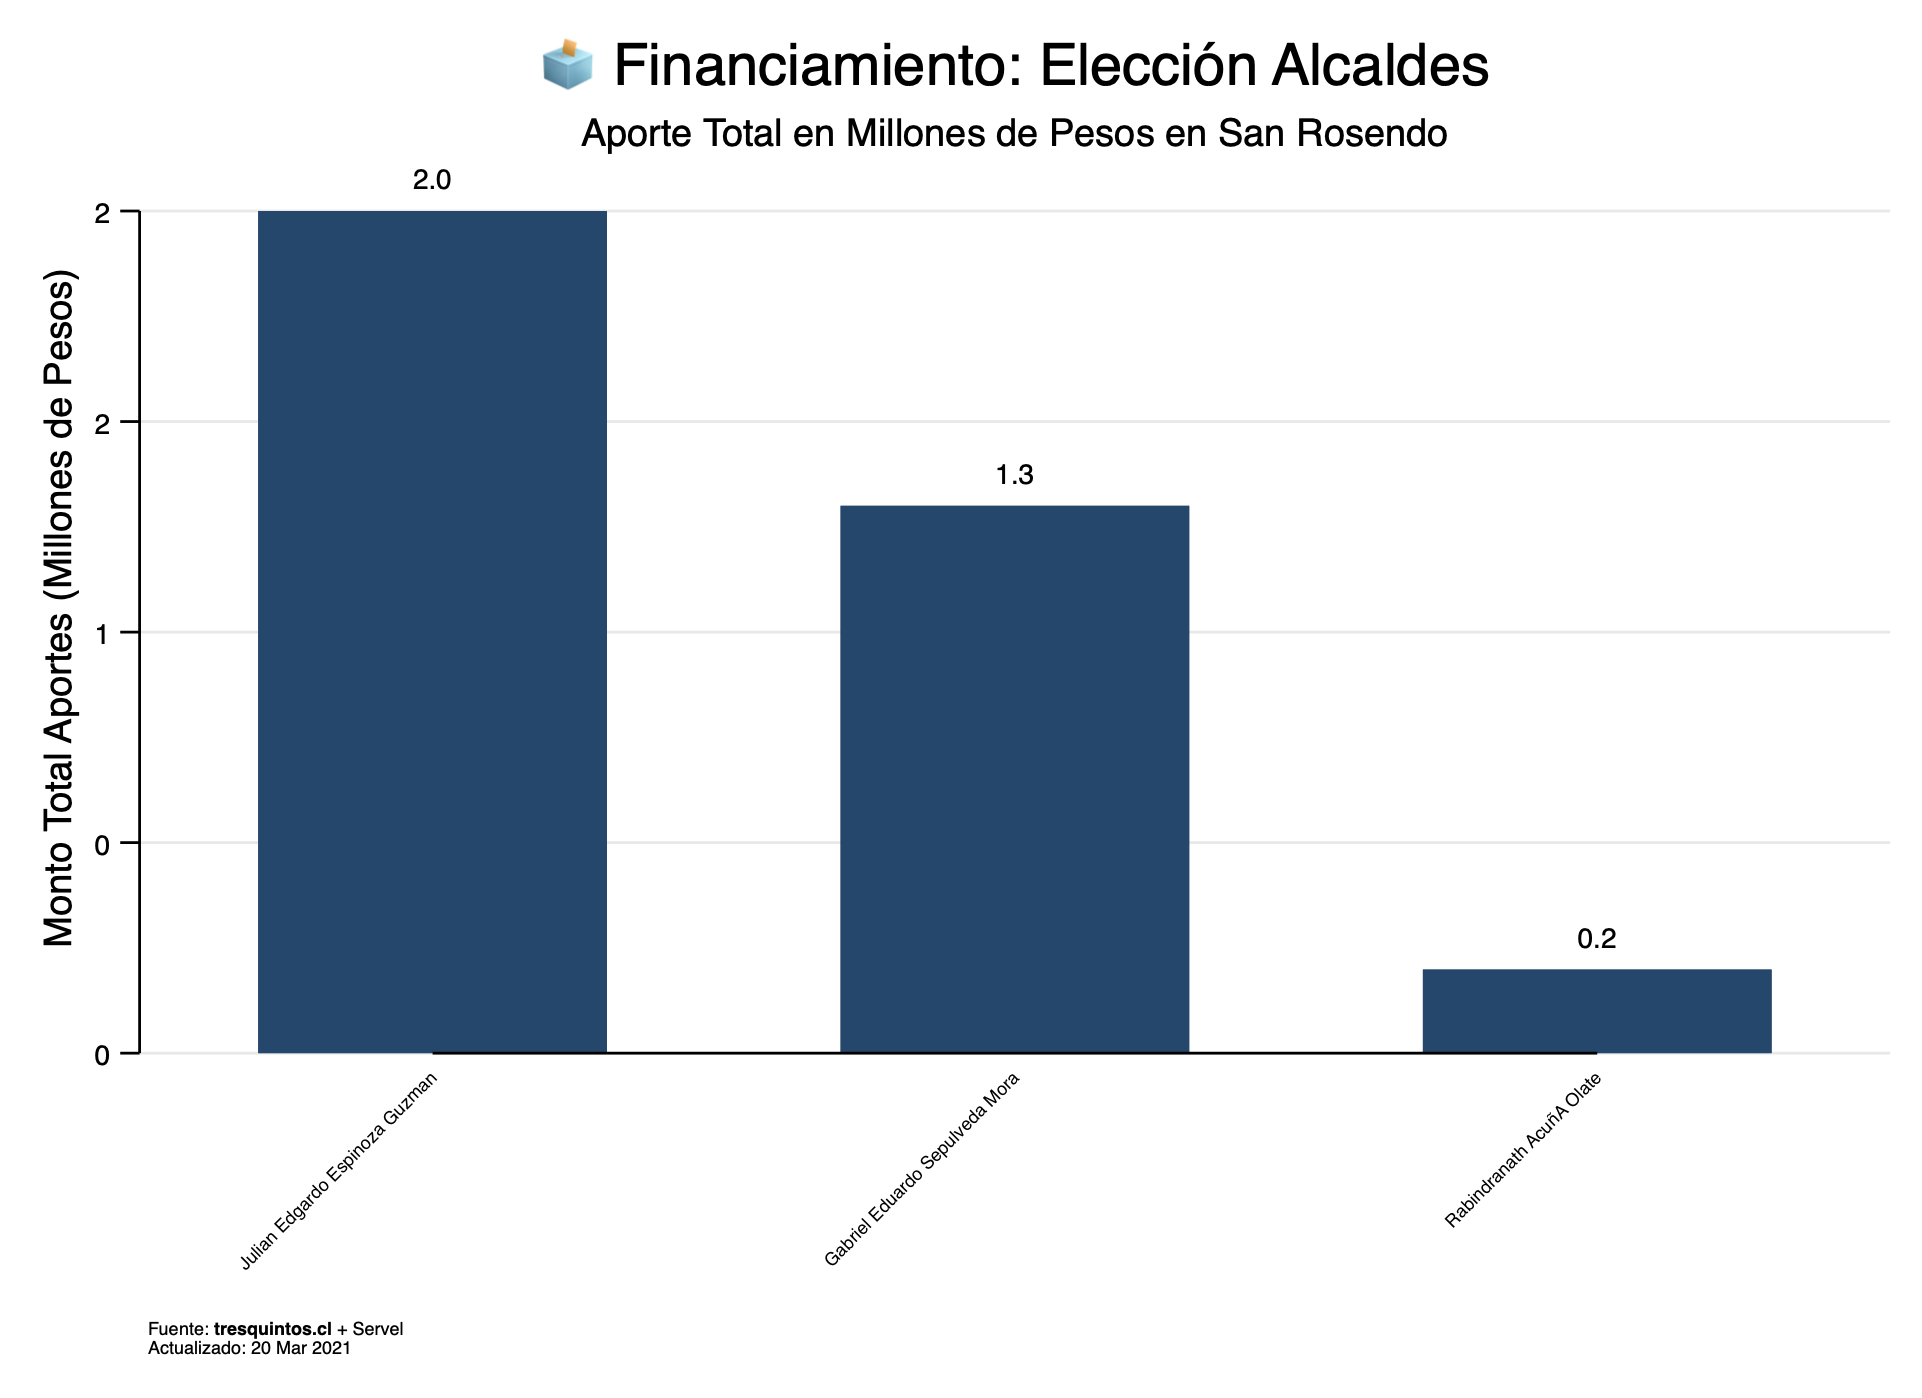 Financiamiento: Elección Alcaldes
Aporte Total en Millones de Pesos en San Rosendo
Monto Total Aportes (Millones de Pesos)
2
2
1
0
0
2.0
1.3
0.2
Julian Edgardo Espinoza Guzman
Gabriel Eduardo Sepulveda Mora
Rabindranath AcuñA Olate
Fuente: tresquintos.cl + Servel
Actualizado: 20 Mar 2021